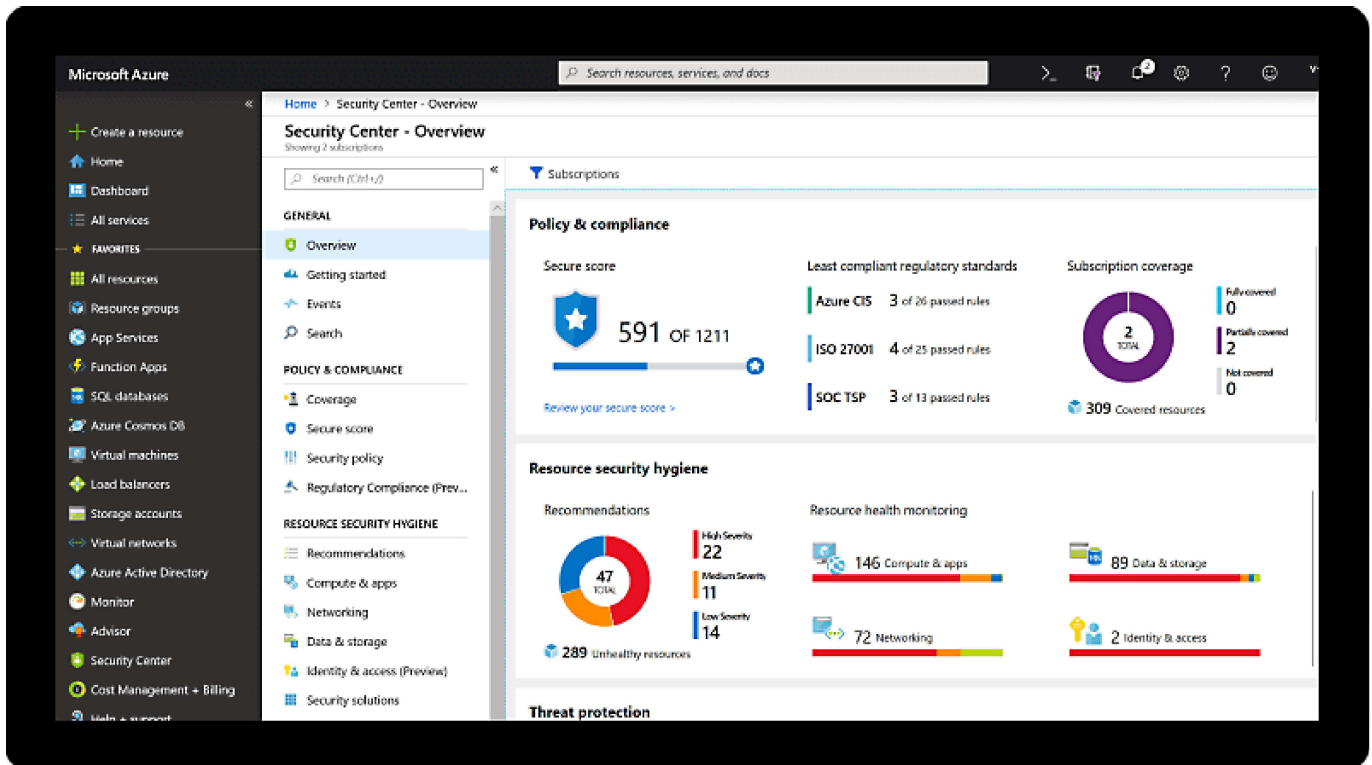 Microsoft Azure
Search resources, services, and docs
2
Create a resource
Home
Dashboard
All services
FAVORITES
All resources
Resource groups
App Services
Function Apps
SQL databases
Azure Cosmos DB
Virtual machines
Load balancers
Storage accounts
Virtual networks
Azure Active Directory
Monitor
Advisor
Security Center
Cost Management + Billing
Help + support
Home > Security Center - Overview
Security Center - Overview
Showing 2 subscriptions
Search (Ctrl+/)
GENERAL
Overview
Getting started
Events
Search
POLICY & COMPLIANCE
Coverage
Secure score
Security policy
Regulatory Compliance (Prev...
RESOURCE SECURITY HYGIENE
Recommendations
Compute & apps
Networking
Data & storage
Identity & access (Preview)
Security solutions
Subscriptions
Policy & compliance
Secure score
591 OF 1211
Review your secure score >
Least compliant regulatory standards
Azure CIS 3 of 26 passed rules
ISO 27001 4 of 25 passed rules
SOC TSP 3 of 13 passed rules
Subscription coverage
2
TOTAL
Fully covered
0
Partially covered
2
Not covered
0
309 Covered resources
Resource security hygiene
Recommendations
47
TOTAL
High Severity
22
Medium Severity
11
Low Severity
14
289 Unhealthy resources
Resource health monitoring
146 Compute & apps
89 Data & storage
72 Networking
2 Identity & access
Threat protection